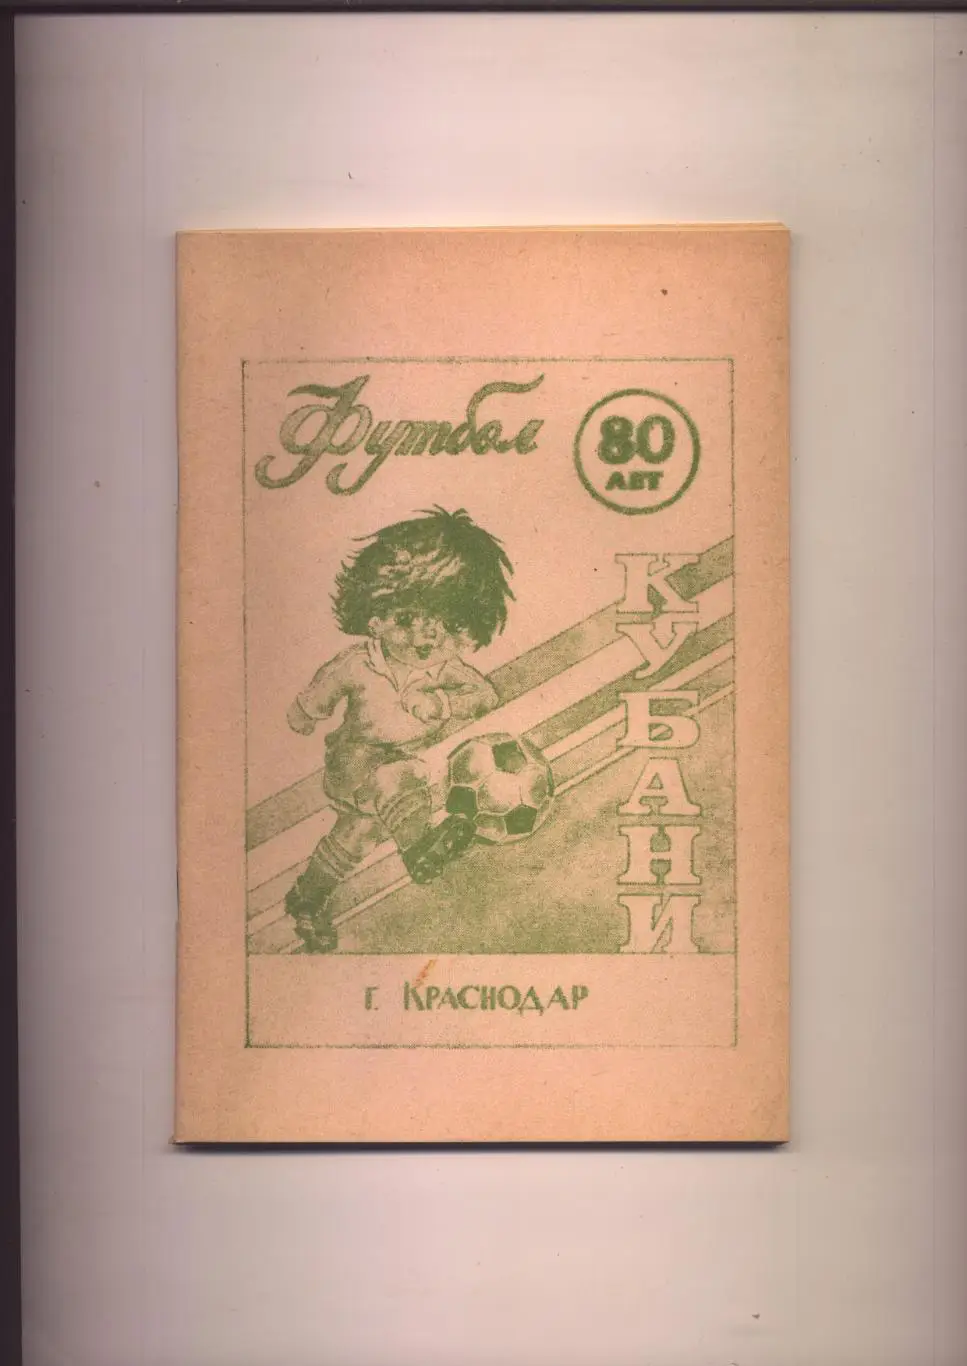 Футбол
80
ЛЕТ
КУБАНИ
г. Краснодар